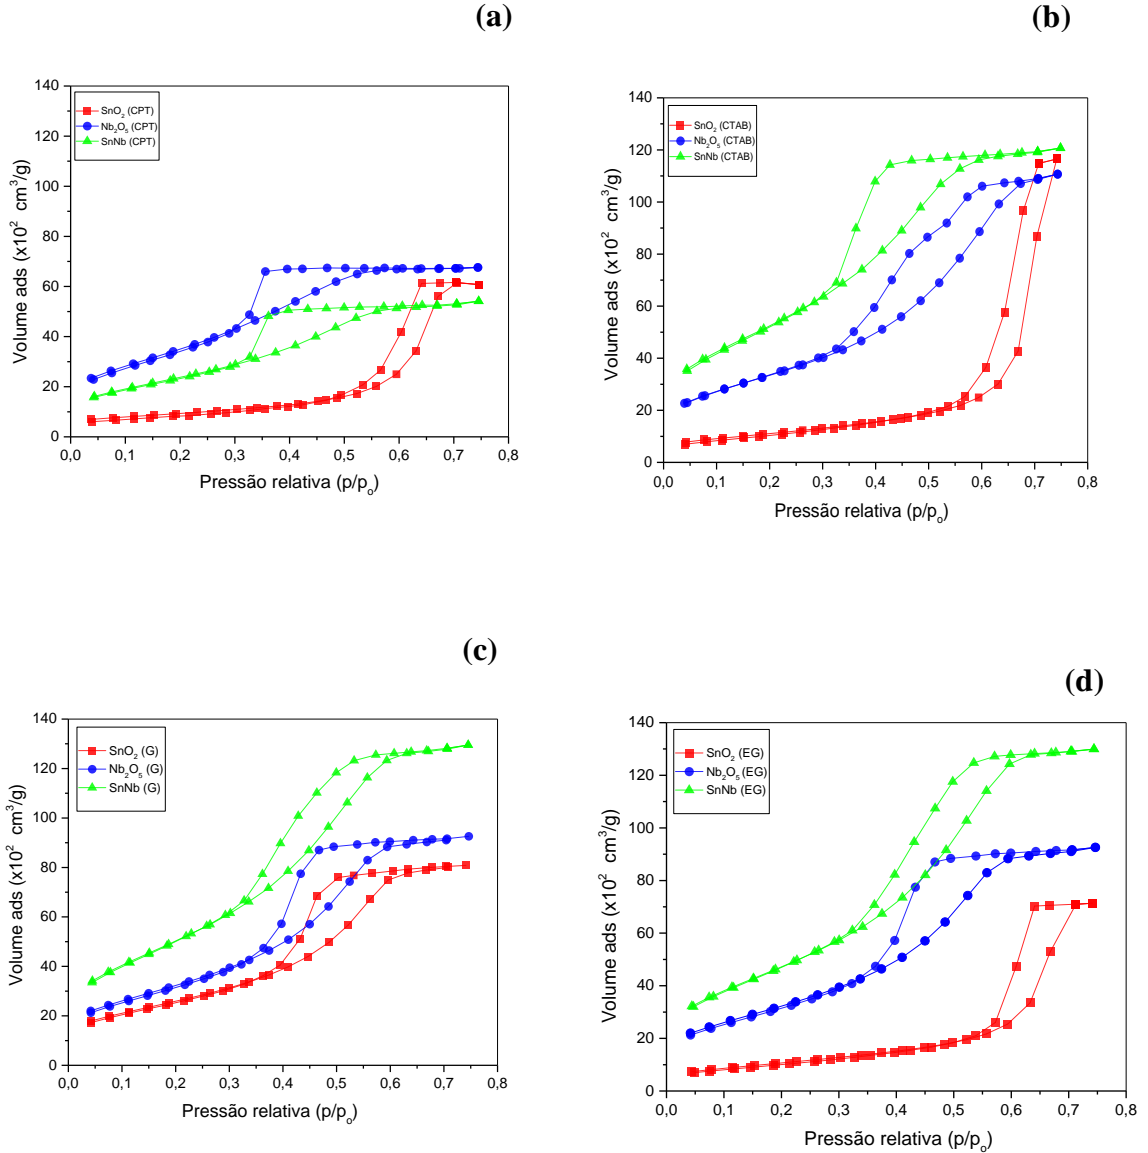 (a)
140
120
100
80
60
40
20
0
Volume ads (x10² cm³/g)
SnO₂ (CPT)
Nb₂O₅ (CPT)
SnNb (CPT)
0,0 0,1 0,2 0,3 0,4 0,5 0,6 0,7 0,8
Pressão relativa (p/pₒ)
(b)
140
120
100
80
60
40
20
0
Volume ads (x10² cm³/g)
SnO₂ (CTAB)
Nb₂O₅ (CTAB)
SnNb (CTAB)
0,0 0,1 0,2 0,3 0,4 0,5 0,6 0,7 0,8
Pressão relativa (p/pₒ)
(c)
140
120
100
80
60
40
20
0
Volume ads (x10² cm³/g)
SnO₂ (G)
Nb₂O₅ (G)
SnNb (G)
0,0 0,1 0,2 0,3 0,4 0,5 0,6 0,7 0,8
Pressão relativa (p/pₒ)
(d)
140
120
100
80
60
40
20
0
Volume ads (x10² cm³/g)
SnO₂ (EG)
Nb₂O₅ (EG)
SnNb (EG)
0,0 0,1 0,2 0,3 0,4 0,5 0,6 0,7 0,8
Pressão relativa (p/pₒ)